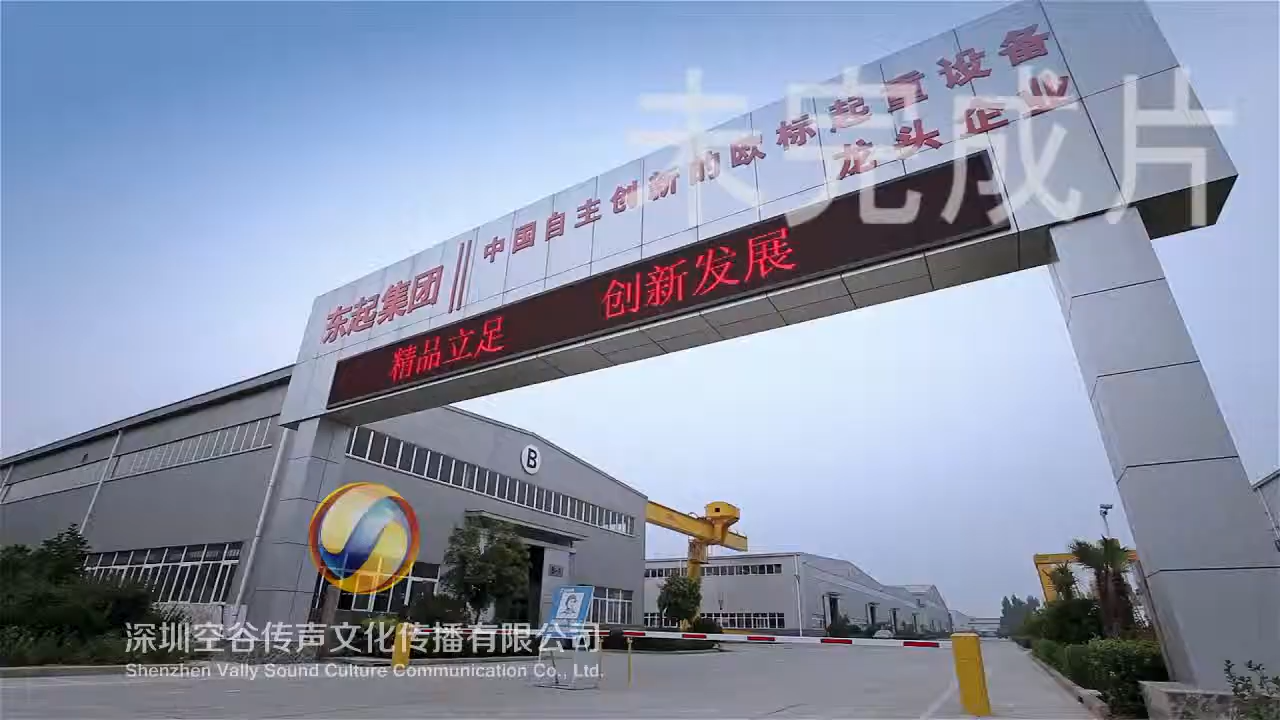 未完成片
东起集团
中国自主创新的欧标起重设备
龙头企业
精品立足 创新发展
B
深圳空谷传声文化传播有限公司
Shenzhen Vally Sound Culture Communication Co., Ltd.